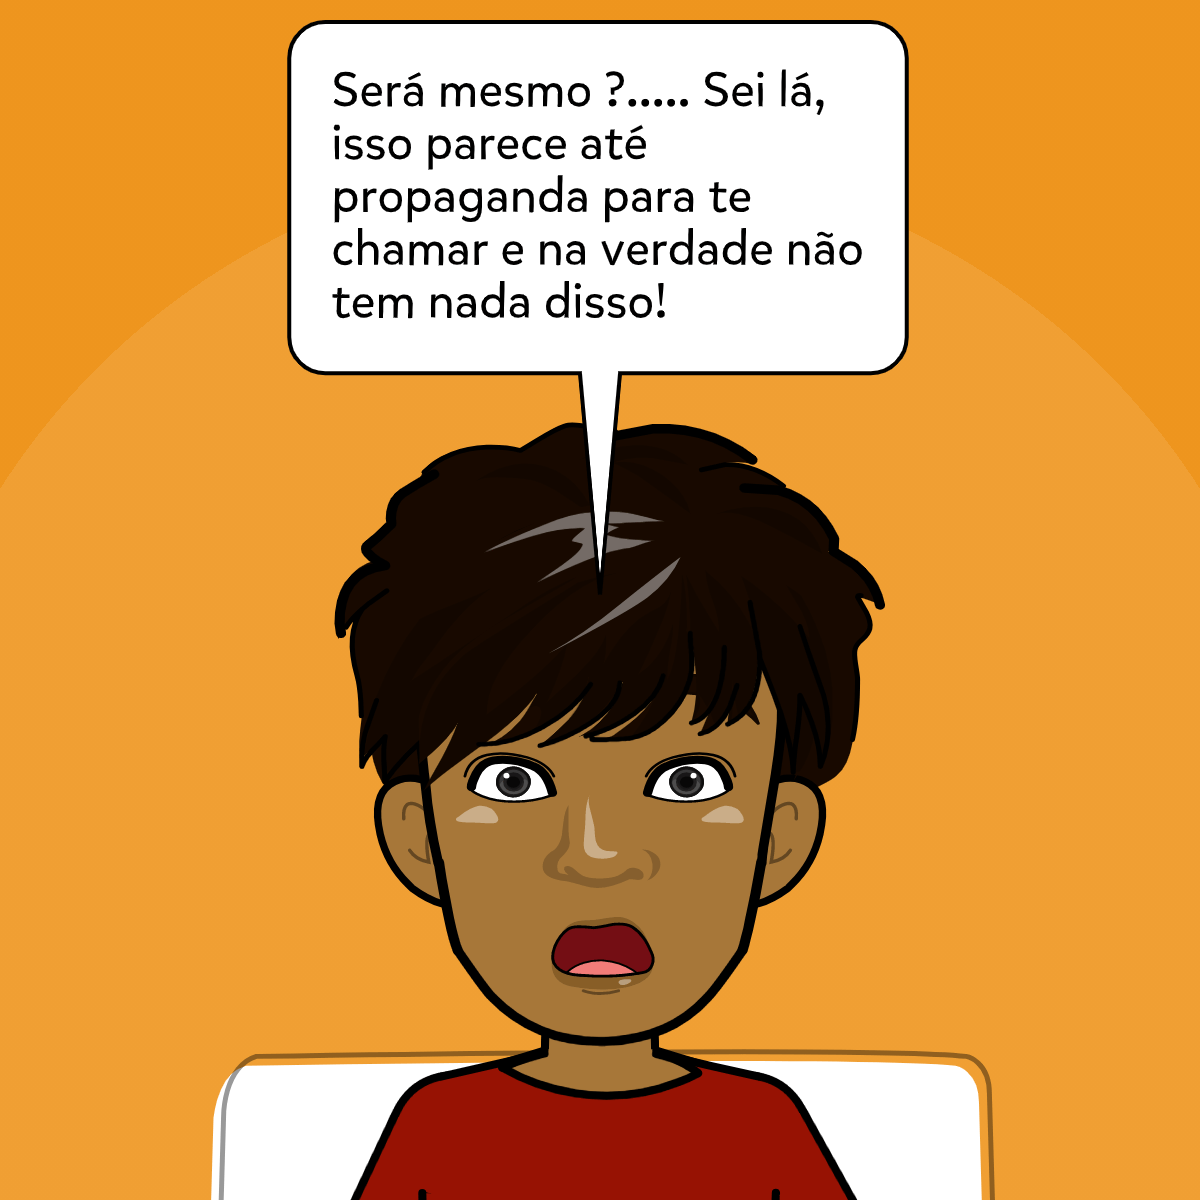 Será mesmo ?..... Sei lá,
isso parece até
propaganda para te
chamar e na verdade não
tem nada disso!